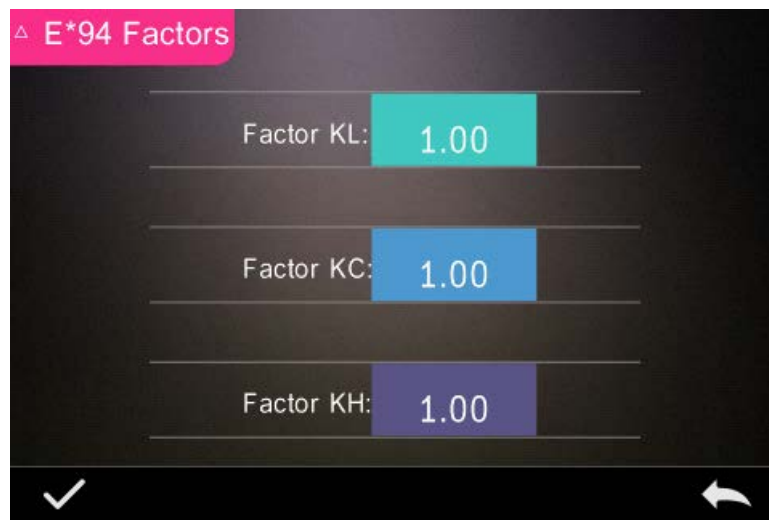 △ E*94 Factors
Factor KL: 1.00
Factor KC: 1.00
Factor KH: 1.00